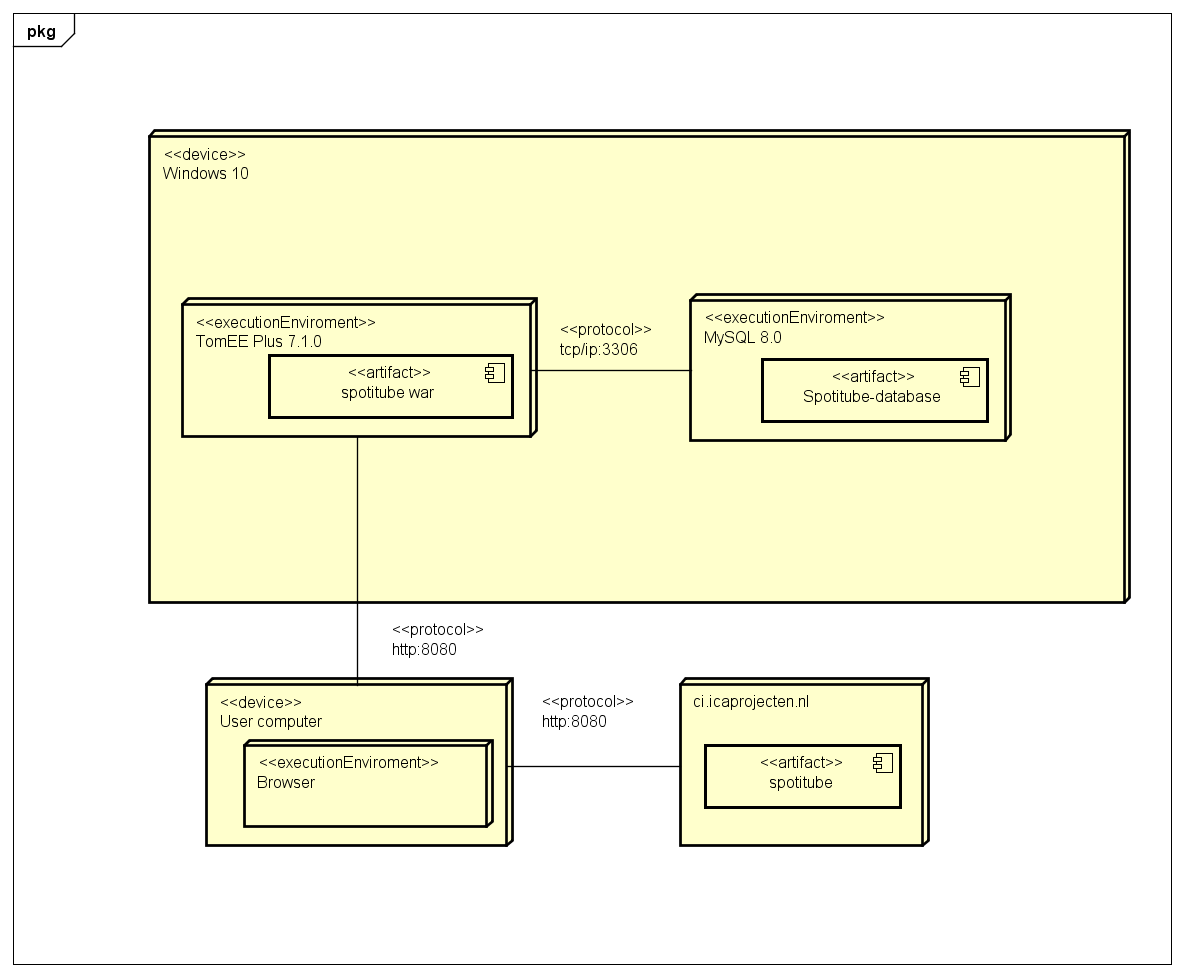 pkg
<<device>>
Windows 10
<<executionEnviroment>>
TomEE Plus 7.1.0
<<artifact>>
spotitube war
<<protocol>>
tcp/ip:3306
<<executionEnviroment>>
MySQL 8.0
<<artifact>>
Spotitube-database
<<protocol>>
http:8080
<<device>>
User computer
<<executionEnviroment>>
Browser
<<protocol>>
http:8080
ci.icaprojecten.nl
<<artifact>>
spotitube